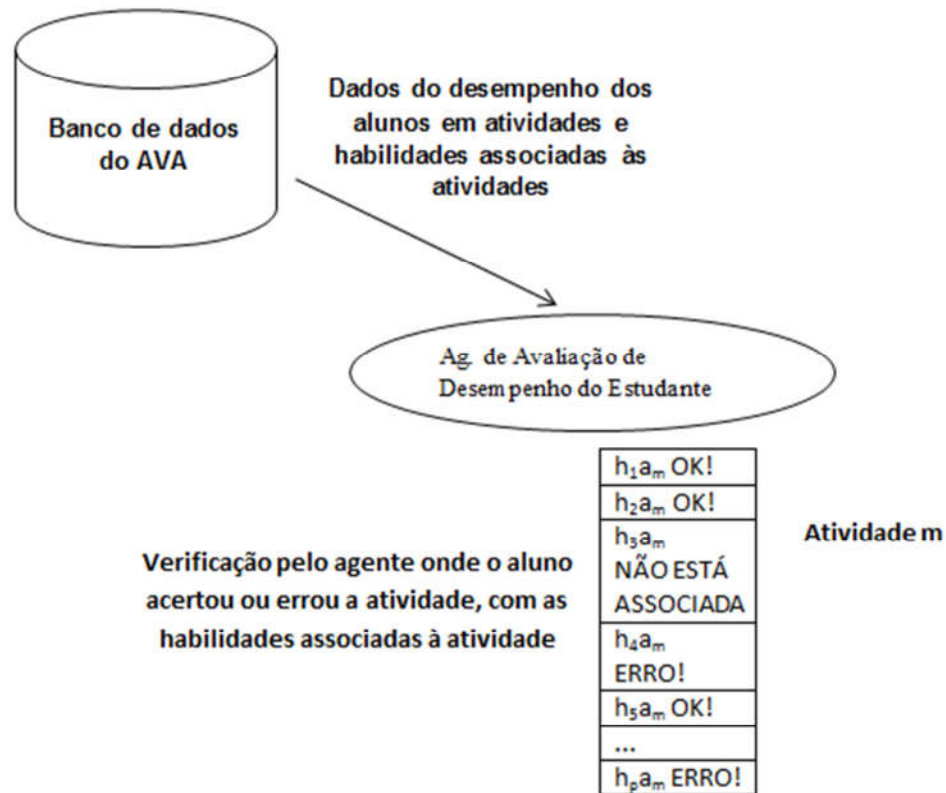 Banco de dados
do AVA
Dados do desempenho dos
alunos em atividades e
habilidades associadas às
atividades
Ag. de Avaliação de
Desempenho do Estudante
Verificação pelo agente onde o aluno
acertou ou errou a atividade, com as
habilidades associadas à atividade
h₁aₘ OK!
h₂aₘ OK!
h₃aₘ
NÃO ESTÁ
ASSOCIADA
h₄aₘ
ERRO!
h₅aₘ OK!
...
hₚaₘ ERRO!
Atividade m